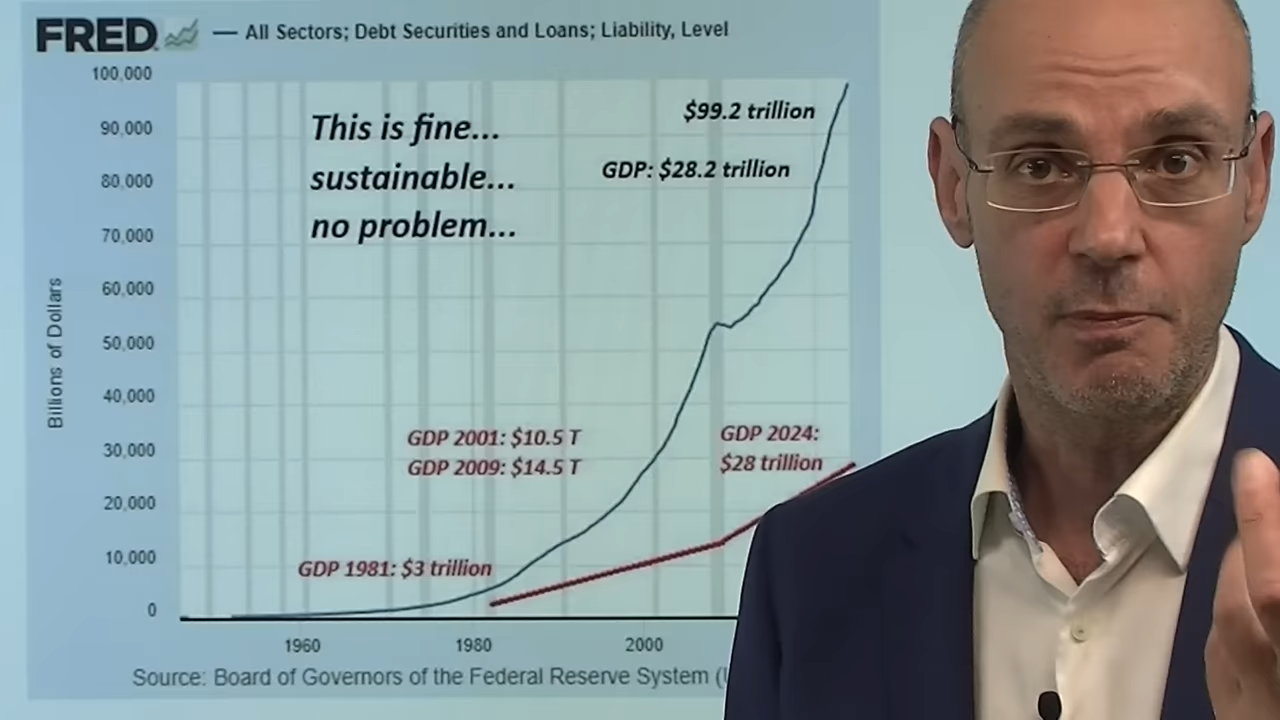 FRED — All Sectors; Debt Securities and Loans; Liability, Level
100,000
90,000
80,000
70,000
60,000
50,000
40,000
30,000
20,000
10,000
0
Billions of Dollars
This is fine...
sustainable...
no problem...
$99.2 trillion
GDP: $28.2 trillion
GDP 2001: $10.5 T
GDP 2009: $14.5 T
GDP 2024:
$28 trillion
GDP 1981: $3 trillion
1960 1980 2000
Source: Board of Governors of the Federal Reserve System (